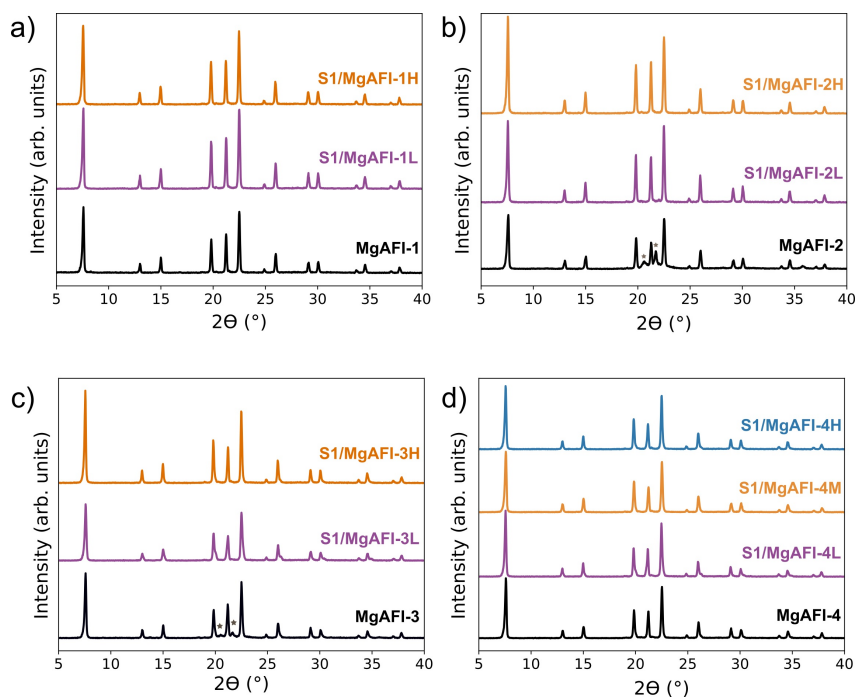 a)
Intensity (arb. units)
S1/MgAFI-1H
S1/MgAFI-1L
MgAFI-1
5 10 15 20 25 30 35 40
2Θ (°)
b)
Intensity (arb. units)
S1/MgAFI-2H
S1/MgAFI-2L
MgAFI-2
* *
5 10 15 20 25 30 35 40
2Θ (°)
c)
Intensity (arb. units)
S1/MgAFI-3H
S1/MgAFI-3L
MgAFI-3
* *
5 10 15 20 25 30 35 40
2Θ (°)
d)
Intensity (arb. units)
S1/MgAFI-4H
S1/MgAFI-4M
S1/MgAFI-4L
MgAFI-4
5 10 15 20 25 30 35 40
2Θ (°)